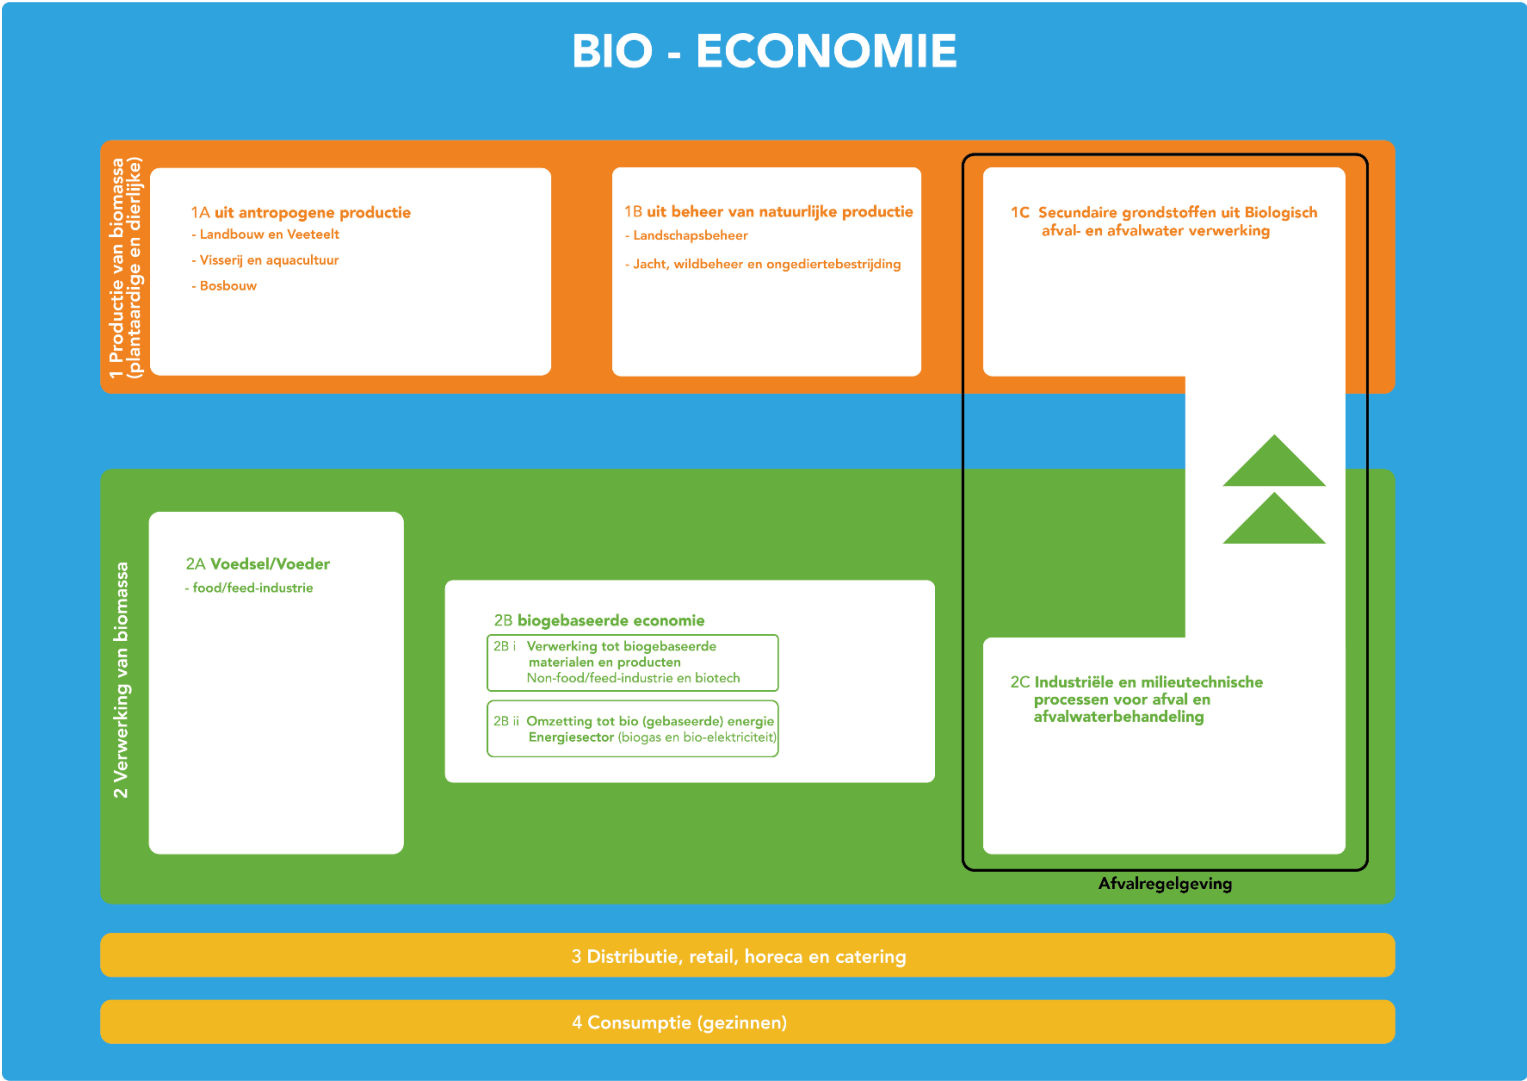 BIO - ECONOMIE
1 Productie van biomassa
(plantaardige en dierlijke)
1A uit antropogene productie
- Landbouw en Veeteelt
- Visserij en aquacultuur
- Bosbouw
1B uit beheer van natuurlijke productie
- Landschapsbeheer
- Jacht, wildbeheer en ongediertebestrijding
1C Secundaire grondstoffen uit Biologisch
afval- en afvalwater verwerking
2 Verwerking van biomassa
2A Voedsel/Voeder
- food/feed-industrie
2B biogebaseerde economie
2B i Verwerking tot biogebaseerde
materialen en producten
Non-food/feed-industrie en biotech
2B ii Omzetting tot bio (gebaseerde) energie
Energiesector (biogas en bio-elektriciteit)
2C Industriële en milieutechnische
processen voor afval en
afvalwaterbehandeling
Afvalregelgeving
3 Distributie, retail, horeca en catering
4 Consumptie (gezinnen)